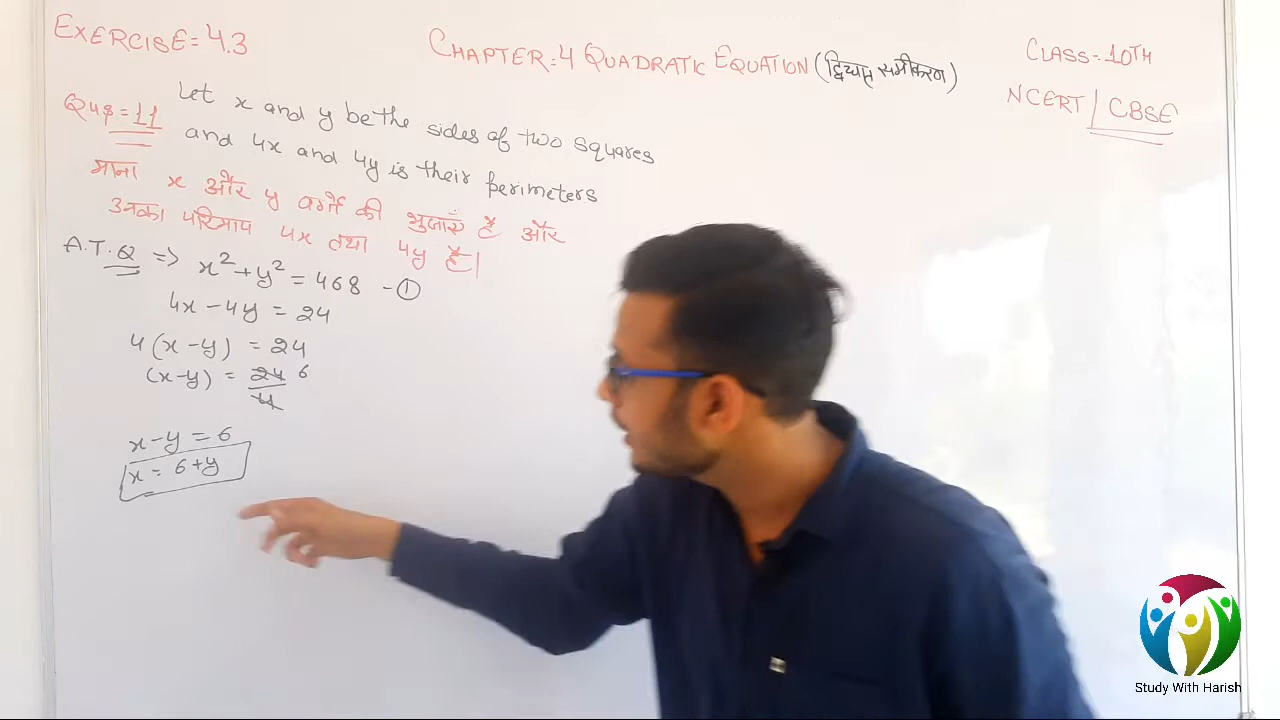 EXERCISE=4.3
CHAPTER=4 QUADRATIC EQUATION (द्विघात समीकरण)
CLASS=10TH
NCERT/CBSE
Let x and y be the sides of two squares
QUS=11 and 4x and 4y is their perimeters
माना x और y वर्गो की भुजाएँ है और
उनका परिमाप 4x तथा 4y है।
A.T.Q => x²+y² = 468 -①
4x-4y = 24
4(x-y) = 24
(x-y) = 24/4 6
x-y = 6
x = 6+y
Study With Harish